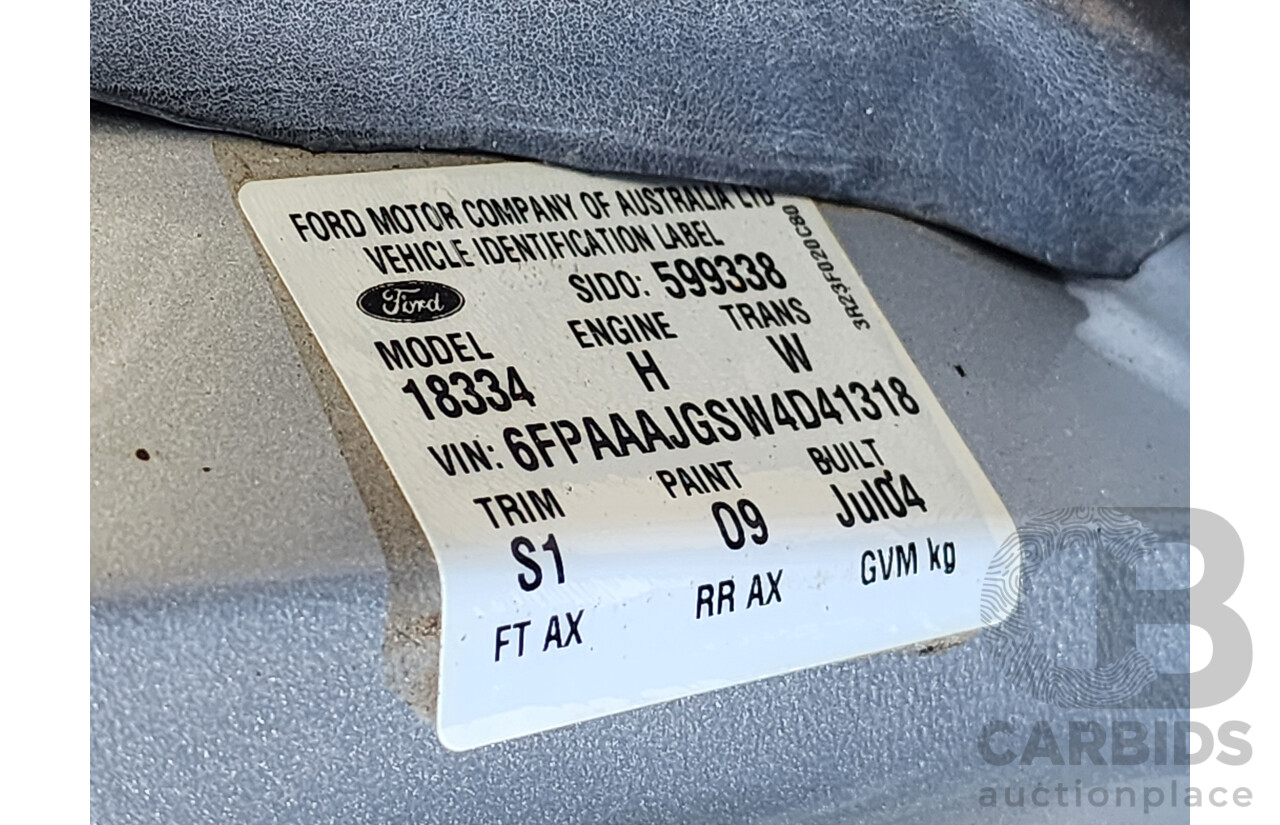 FORD MOTOR COMPANY OF AUSTRALIA LTD
VEHICLE IDENTIFICATION LABEL
Ford SIDO: 599338
3R23F020C80
MODEL ENGINE TRANS
18334 H W
VIN: 6FPAAAJGSW4D41318
TRIM PAINT BUILT
S1 09 Jul04
FT AX RR AX GVM kg
CB
CARBIDS
auctionplace